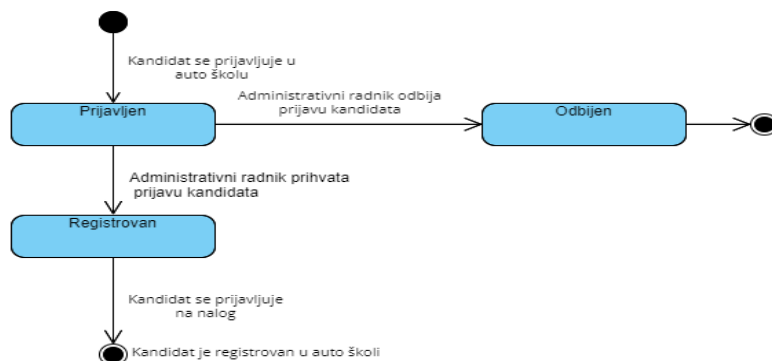 Kandidat se prijavljuje u
auto školu
Prijavljen
Administrativni radnik odbija
prijavu kandidata
Odbijen
Administrativni radnik prihvata
prijavu kandidata
Registrovan
Kandidat se prijavljuje
na nalog
Kandidat je registrovan u auto školi